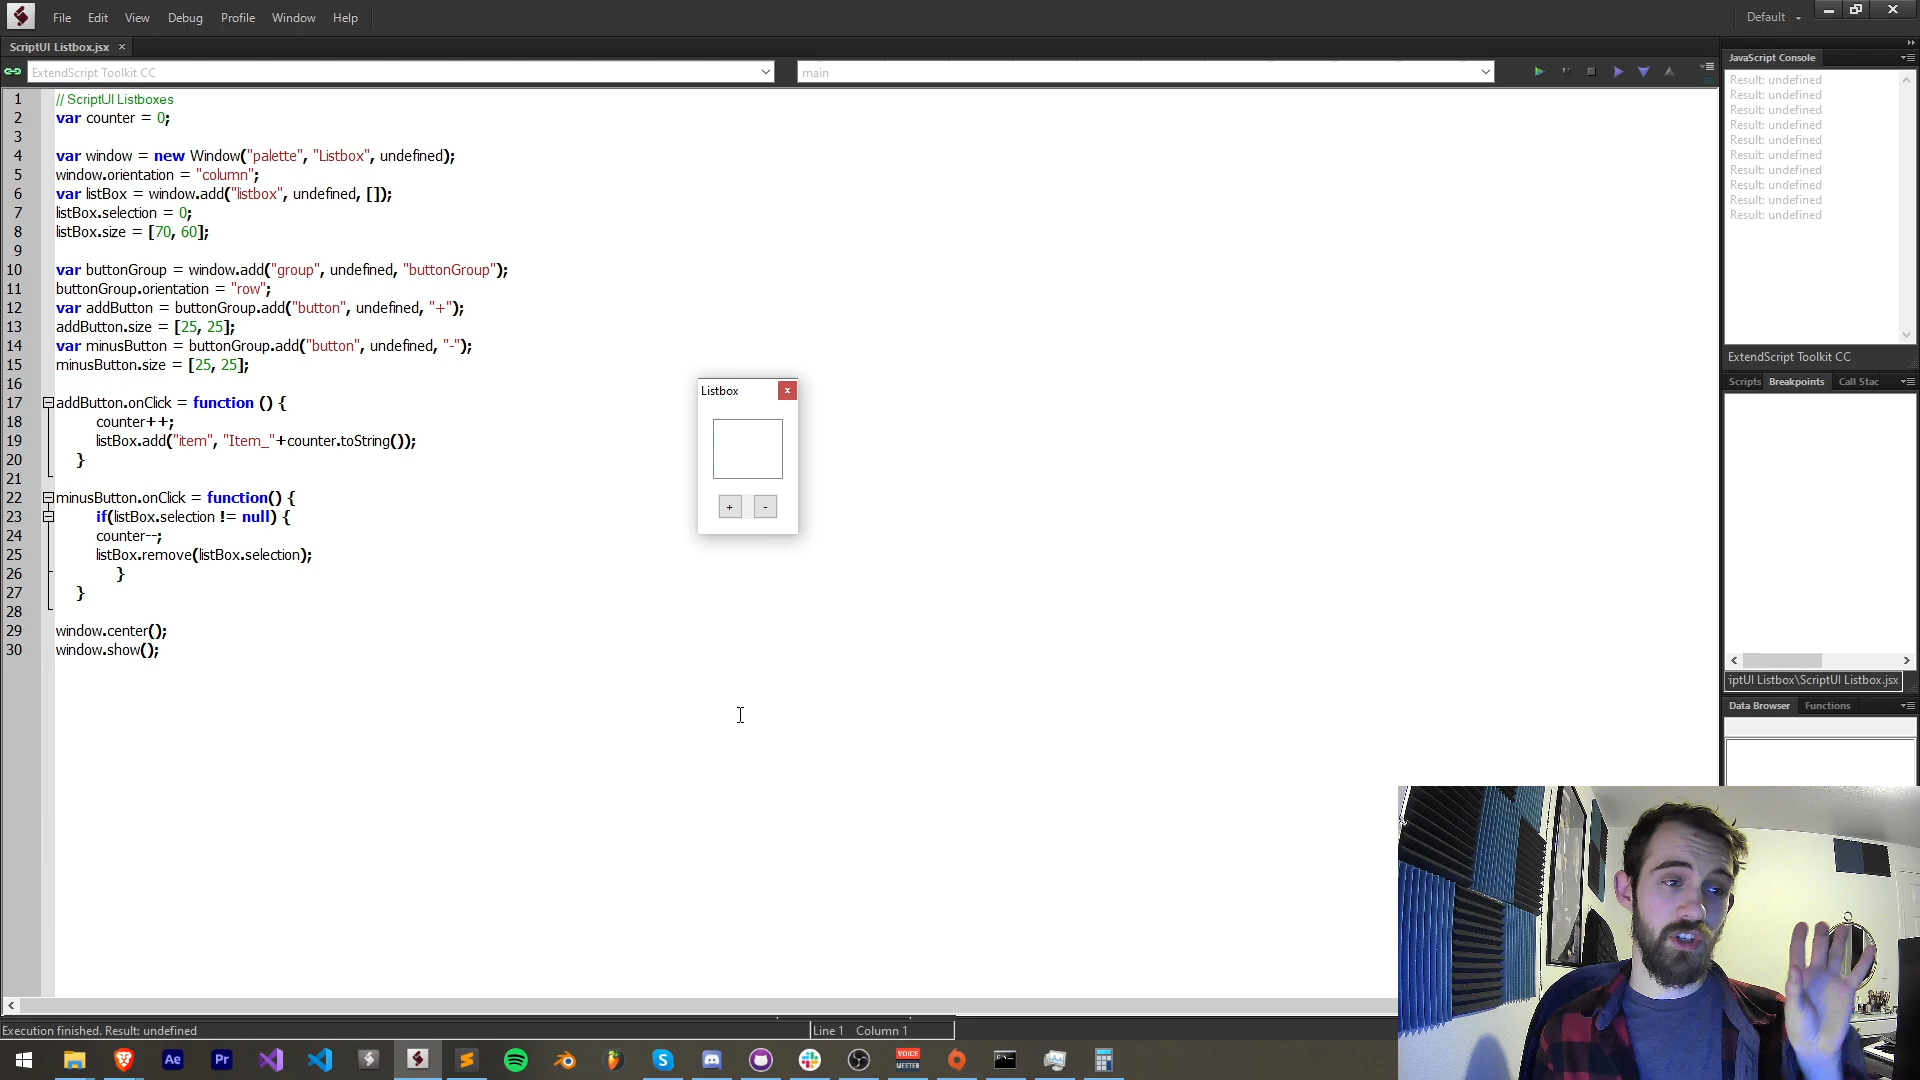 File Edit View Debug Profile Window Help
Default
ScriptUI Listbox.jsx
ExtendScript Toolkit CC
main
1 // ScriptUI Listboxes
2 var counter = 0;
3
4 var window = new Window("palette", "Listbox", undefined);
5 window.orientation = "column";
6 var listBox = window.add("listbox", undefined, []);
7 listBox.selection = 0;
8 listBox.size = [70, 60];
9
10 var buttonGroup = window.add("group", undefined, "buttonGroup");
11 buttonGroup.orientation = "row";
12 var addButton = buttonGroup.add("button", undefined, "+");
13 addButton.size = [25, 25];
14 var minusButton = buttonGroup.add("button", undefined, "-");
15 minusButton.size = [25, 25];
16
17 addButton.onClick = function () {
18 counter++;
19 listBox.add("item", "Item_"+counter.toString());
20 }
21
22 minusButton.onClick = function() {
23 if(listBox.selection != null) {
24 counter--;
25 listBox.remove(listBox.selection);
26 }
27 }
28
29 window.center();
30 window.show();
Listbox x
+ -
JavaScript Console
Result: undefined
Result: undefined
Result: undefined
Result: undefined
Result: undefined
Result: undefined
Result: undefined
Result: undefined
Result: undefined
Result: undefined
ExtendScript Toolkit CC
Scripts Breakpoints Call Stac
iptUI Listbox\ScriptUI Listbox.jsx
Data Browser Functions
Execution finished. Result: undefined
Line 1 Column 1
Ae
Pr
VOICE
MEETER